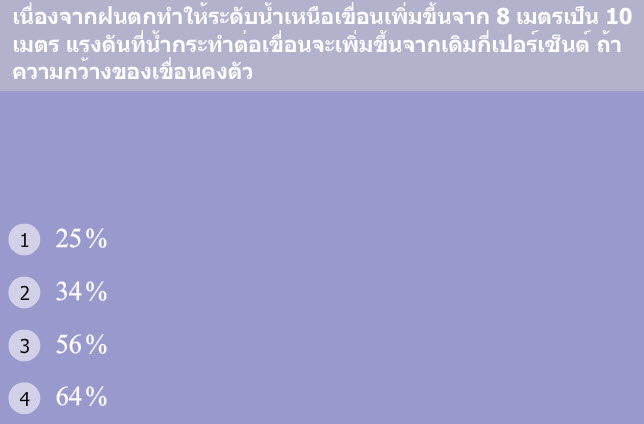 เนื่องจากฝนตกทำให้ระดับน้ำเหนือเขื่อนเพิ่มขึ้นจาก 8 เมตรเป็น 10
เมตร แรงดันที่น้ำกระทำต่อเขื่อนจะเพิ่มขึ้นจากเดิมกี่เปอร์เซ็นต์ ถ้า
ความกว้างของเขื่อนคงตัว
1 25%
2 34%
3 56%
4 64%